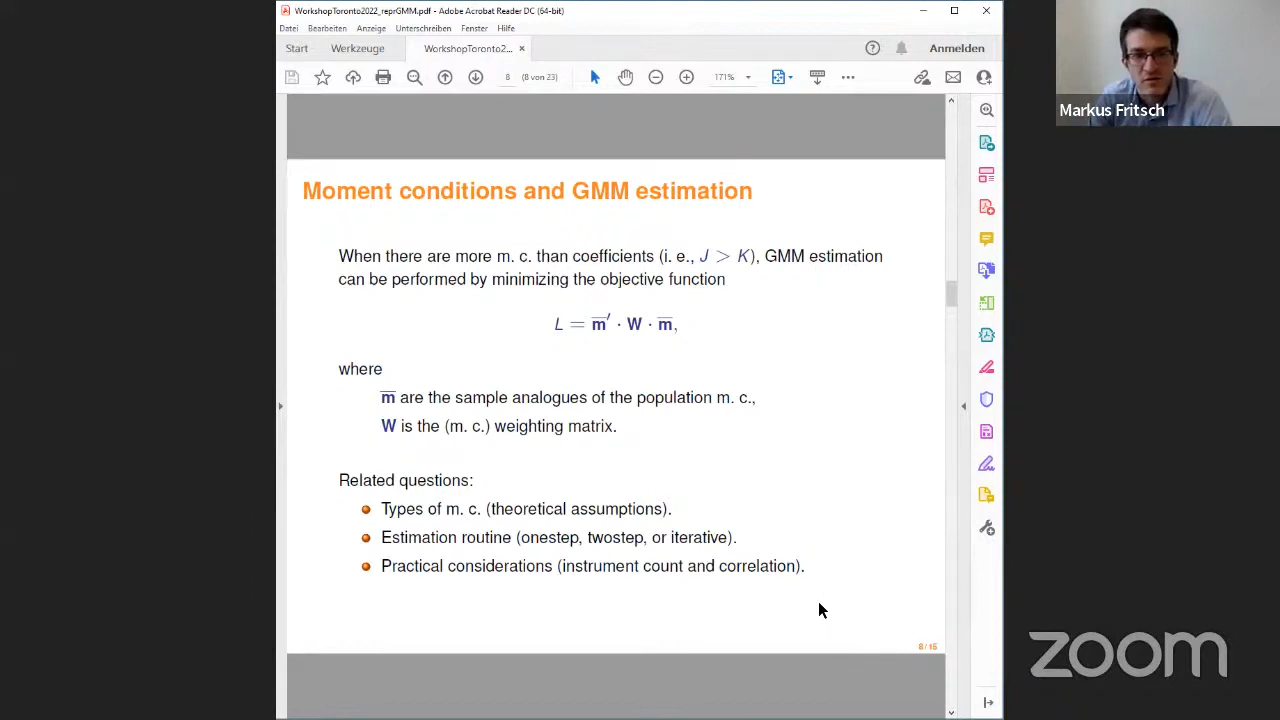 WorkshopToronto2022_reprGMM.pdf - Adobe Acrobat Reader DC (64-bit)
Datei Bearbeiten Anzeige Unterschreiben Fenster Hilfe
Start Werkzeuge WorkshopToronto2... × Anmelden
8 (8 von 23) 171%
Markus Fritsch
Moment conditions and GMM estimation
When there are more m. c. than coefficients (i. e., J > K), GMM estimation
can be performed by minimizing the objective function
L = m̅′ · W · m̅,
where
m̅ are the sample analogues of the population m. c.,
W is the (m. c.) weighting matrix.
Related questions:
Types of m. c. (theoretical assumptions).
Estimation routine (onestep, twostep, or iterative).
Practical considerations (instrument count and correlation).
8/15
zoom